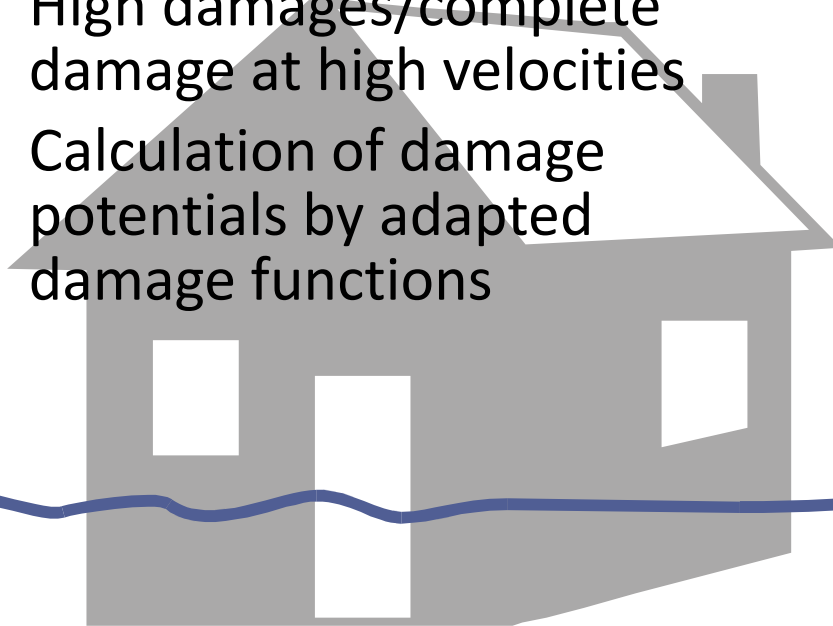 High damages/complete
damage at high velocities
Calculation of damage
potentials by adapted
damage functions